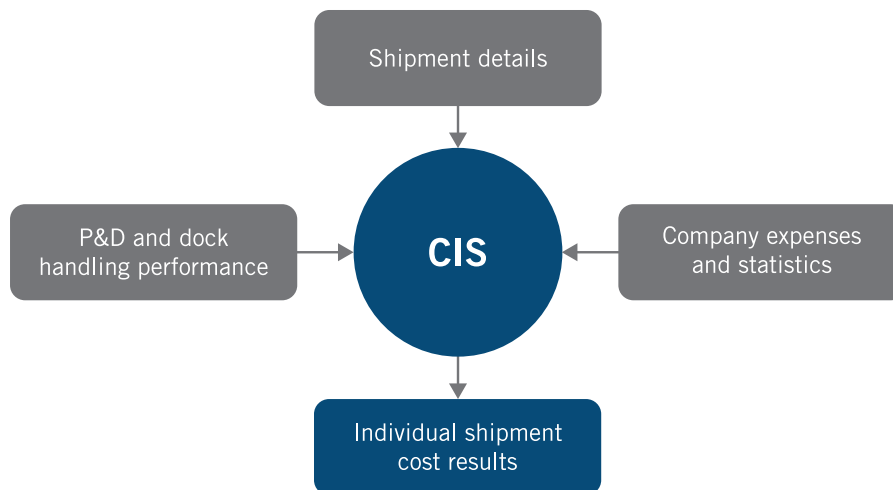 Shipment details
P&D and dock
handling performance
CIS
Company expenses
and statistics
Individual shipment
cost results